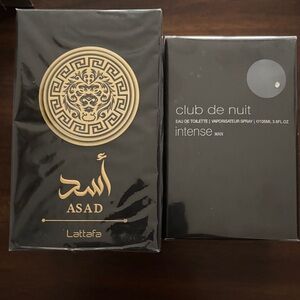 أسد
ASAD
Lattafa
club de nuit
EAU DE TOILETTE | VAPORISATEUR SPRAY | ℮105ML 3.6FL.OZ
intense MAN